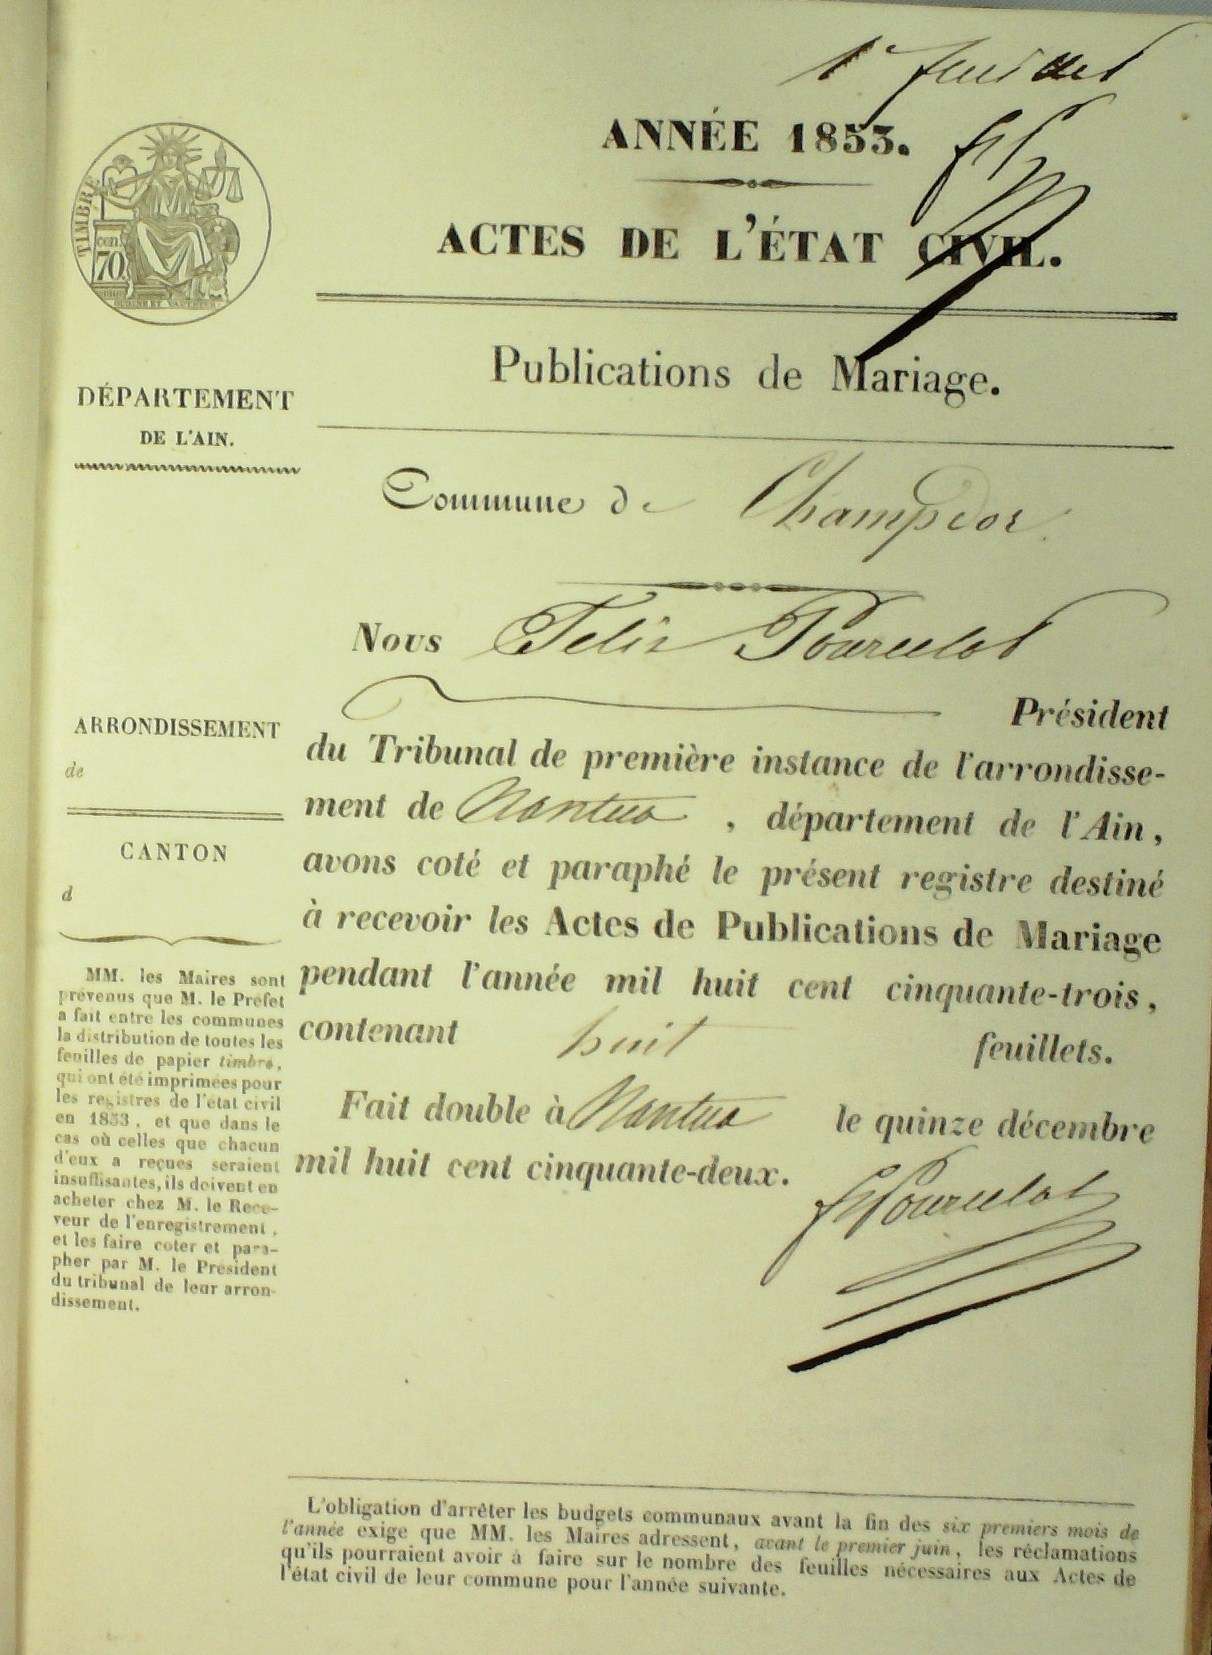 1er feuillet
ANNÉE 1853.
ACTES DE L'ÉTAT CIVIL.
TIMBRE
cen.
70
Publications de Mariage.
DÉPARTEMENT
DE L'AIN.
Commune de Champdor
Nous Felix Pourcelot
Président
du Tribunal de première instance de l'arrondisse-
ment de Nantua, département de l'Ain,
avons coté et paraphé le présent registre destiné
à recevoir les Actes de Publications de Mariage
pendant l'année mil huit cent cinquante-trois,
contenant huit feuillets.
Fait double à Nantua le quinze décembre
mil huit cent cinquante-deux.
F Pourcelot
ARRONDISSEMENT
de
CANTON
d
MM. les Maires sont
prévenus que M. le Préfet
a fait entre les communes
la distribution de toutes les
feuilles de papier timbré,
qui ont été imprimées pour
les registres de l'état civil
en 1853, et que dans le
cas où celles que chacun
d'eux a reçues seraient
insuffisantes, ils doivent en
acheter chez M. le Rece-
veur de l'enregistrement,
et les faire coter et para-
pher par M. le Président
du tribunal de leur arron-
dissement.
L'obligation d'arrêter les budgets communaux avant la fin des six premiers mois de
l'année exige que MM. les Maires adressent, avant le premier juin, les réclamations
qu'ils pourraient avoir à faire sur le nombre des feuilles nécessaires aux Actes de
l'état civil de leur commune pour l'année suivante.